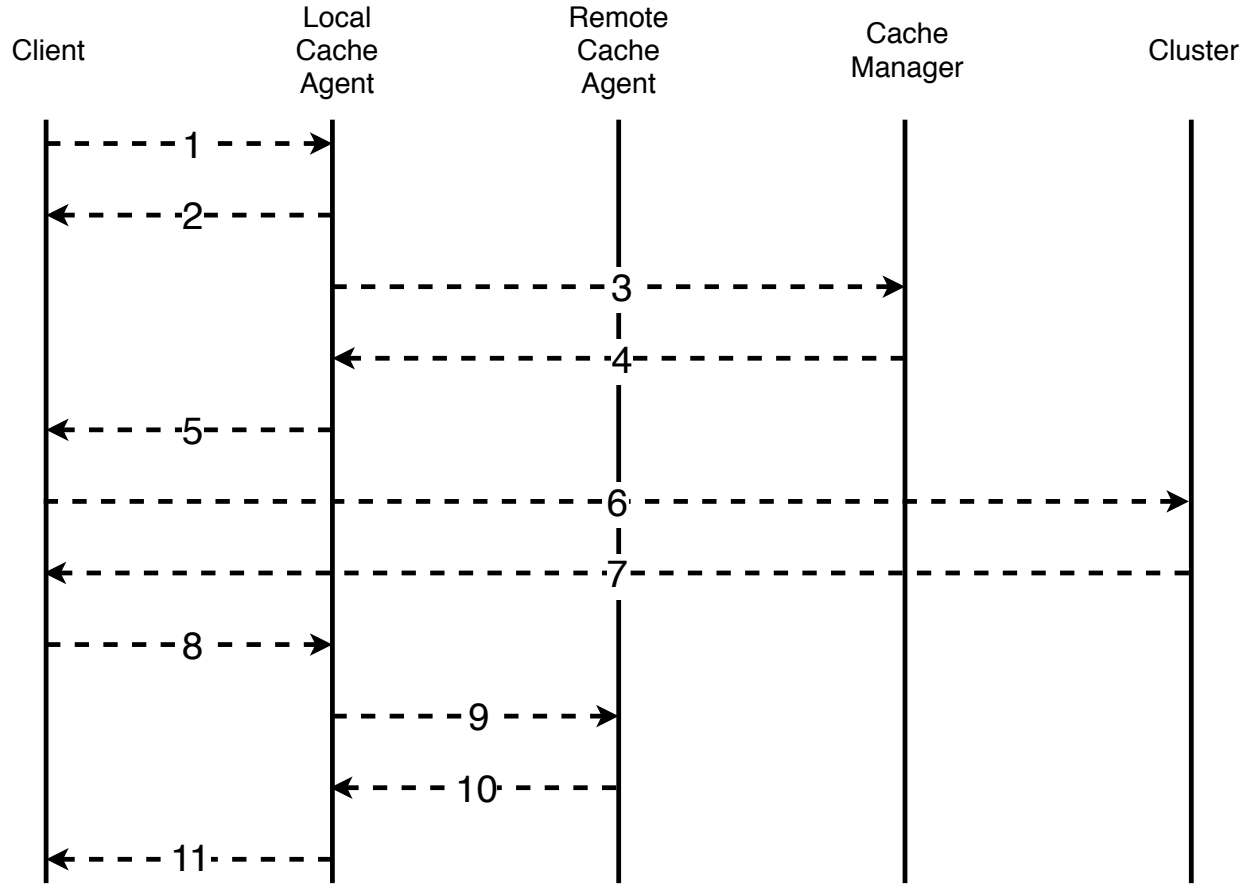 Client
Local
Cache
Agent
Remote
Cache
Agent
Cache
Manager
Cluster
1
2
3
4
5
6
7
8
9
10
11